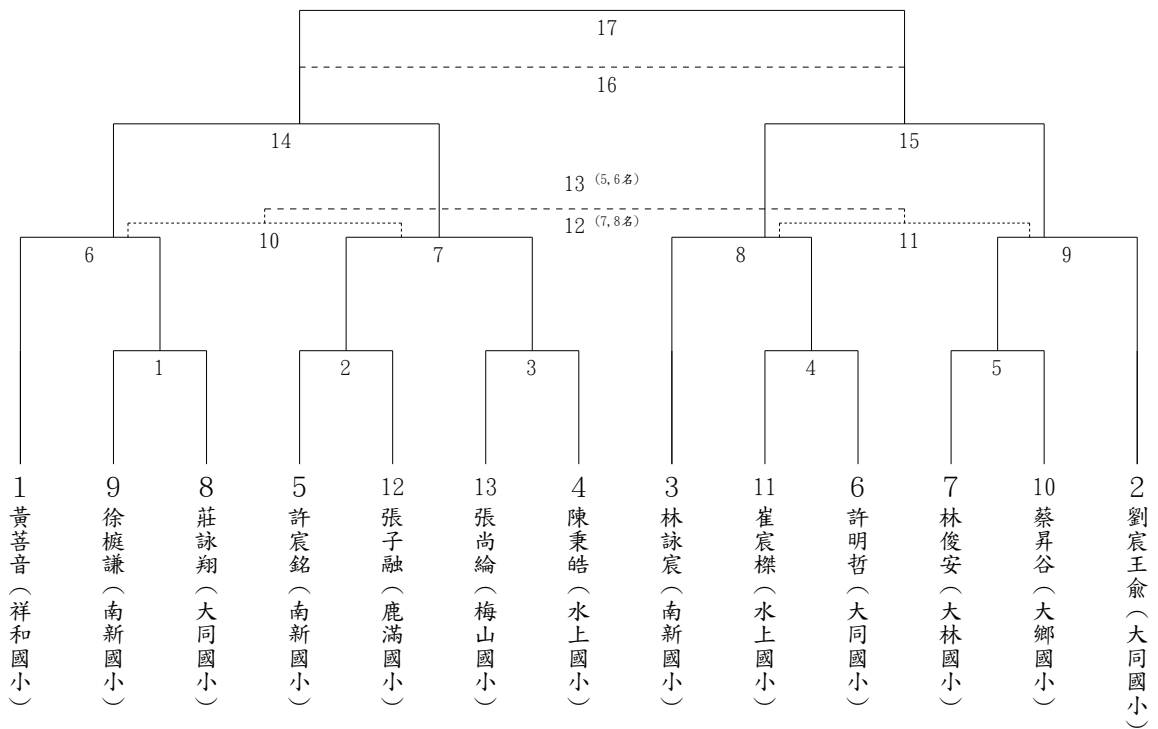 17
16
14
15
13 (5,6名)
12 (7,8名)
10
11
6
7
8
9
1
2
3
4
5
1
黃菩音(祥和國小)
9
徐榳謙(南新國小)
8
莊詠翔(大同國小)
5
許宸銘(南新國小)
12
張子融(鹿滿國小)
13
張尚綸(梅山國小)
4
陳秉皓(水上國小)
3
林詠宸(南新國小)
11
崔宸榤(水上國小)
6
許明哲(大同國小)
7
林俊安(大林國小)
10
蔡昇谷(大鄉國小)
2
劉宸王俞(大同國小)